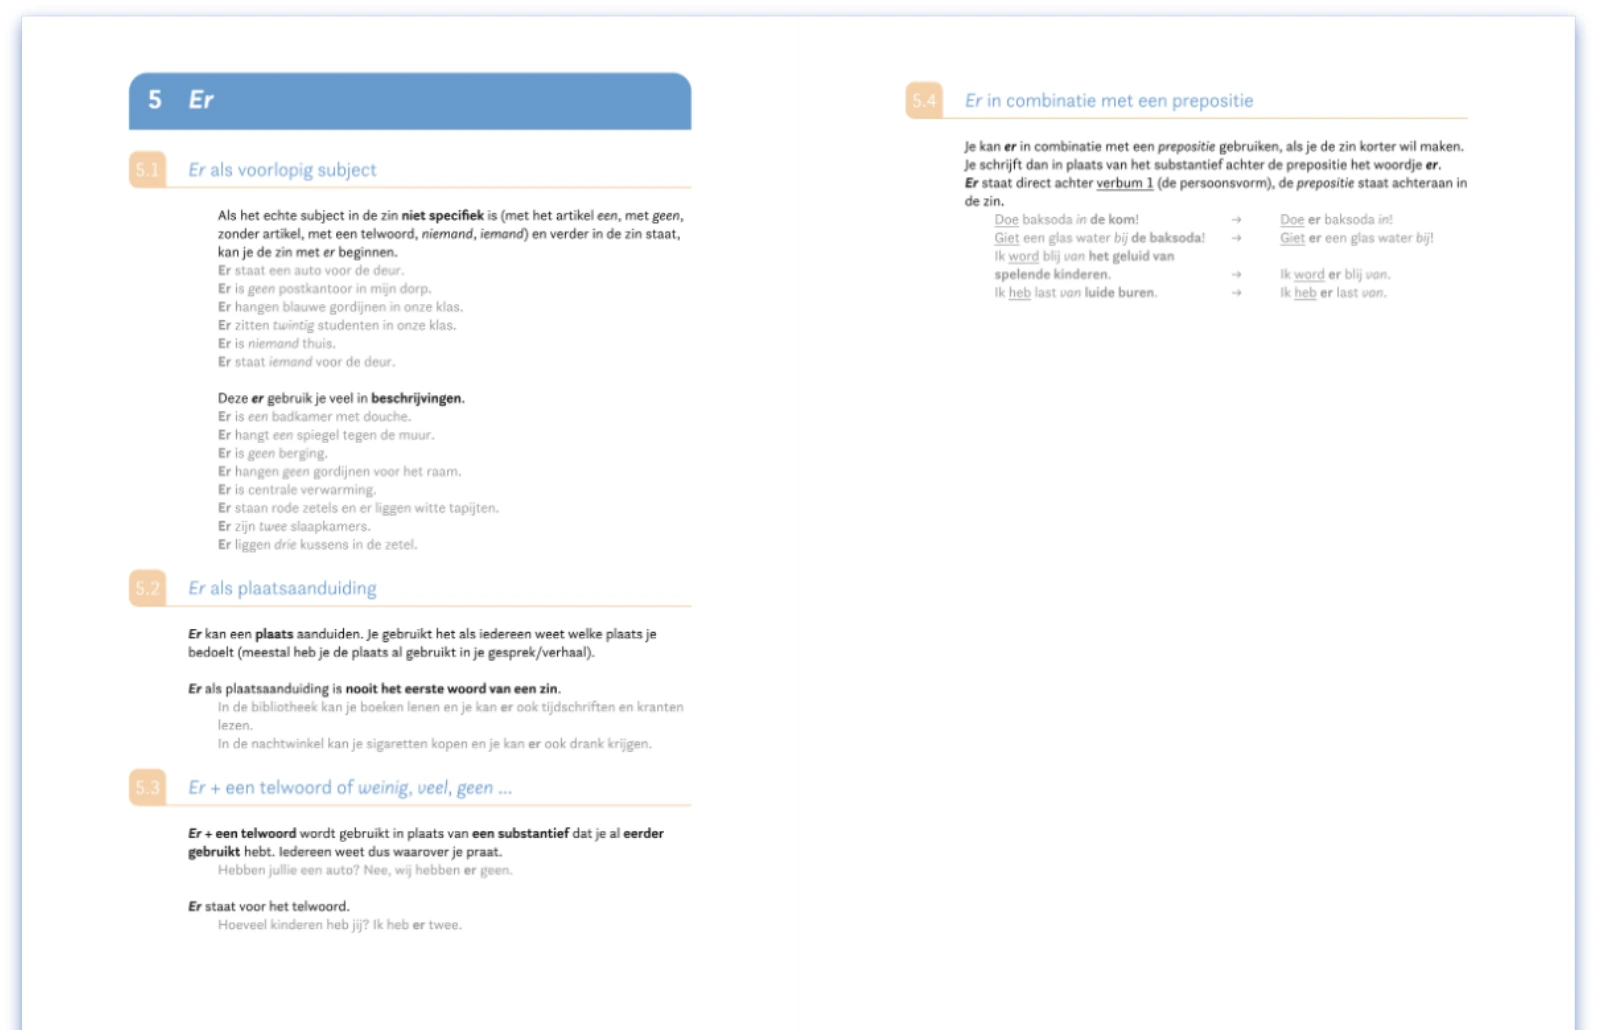 5 Er
5.1 Er als voorlopig subject
Als het echte subject in de zin niet specifiek is (met het artikel een, met geen,
zonder artikel, met een telwoord, niemand, iemand) en verder in de zin staat,
kan je de zin met er beginnen.
Er staat een auto voor de deur.
Er is geen postkantoor in mijn dorp.
Er hangen blauwe gordijnen in onze klas.
Er zitten twintig studenten in onze klas.
Er is niemand thuis.
Er staat iemand voor de deur.
Deze er gebruik je veel in beschrijvingen.
Er is een badkamer met douche.
Er hangt een spiegel tegen de muur.
Er is geen berging.
Er hangen geen gordijnen voor het raam.
Er is centrale verwarming.
Er staan rode zetels en er liggen witte tapijten.
Er zijn twee slaapkamers.
Er liggen drie kussens in de zetel.
5.2 Er als plaatsaanduiding
Er kan een plaats aanduiden. Je gebruikt het als iedereen weet welke plaats je
bedoelt (meestal heb je de plaats al gebruikt in je gesprek/verhaal).
Er als plaatsaanduiding is nooit het eerste woord van een zin.
In de bibliotheek kan je boeken lenen en je kan er ook tijdschriften en kranten
lezen.
In de nachtwinkel kan je sigaretten kopen en je kan er ook drank krijgen.
5.3 Er + een telwoord of weinig, veel, geen ...
Er + een telwoord wordt gebruikt in plaats van een substantief dat je al eerder
gebruikt hebt. Iedereen weet dus waarover je praat.
Hebben jullie een auto? Nee, wij hebben er geen.
Er staat voor het telwoord.
Hoeveel kinderen heb jij? Ik heb er twee.
5.4 Er in combinatie met een prepositie
Je kan er in combinatie met een prepositie gebruiken, als je de zin korter wil maken.
Je schrijft dan in plaats van het substantief achter de prepositie het woordje er.
Er staat direct achter verbum 1 (de persoonsvorm), de prepositie staat achteraan in
de zin.
Doe baksoda in de kom! → Doe er baksoda in!
Giet een glas water bij de baksoda! → Giet er een glas water bij!
Ik word blij van het geluid van
spelende kinderen. → Ik word er blij van.
Ik heb last van luide buren. → Ik heb er last van.